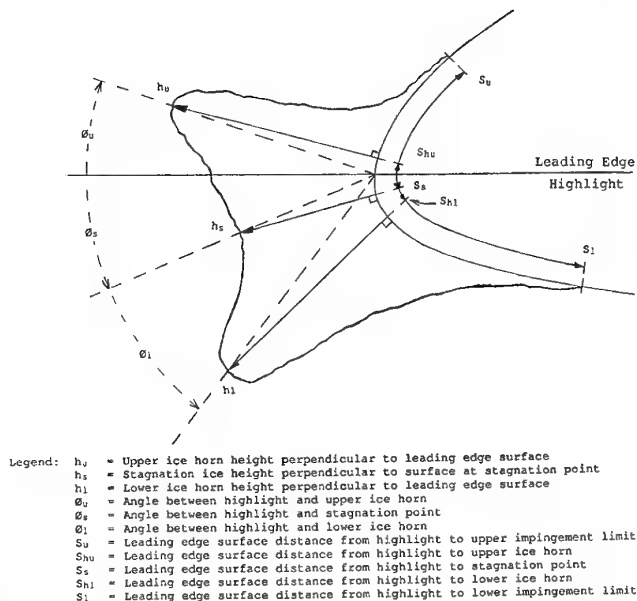 hu
Su
Øu
Shu
Leading Edge
Highlight
Ss
Shl
hs
Øs
Sl
Øl
hl
Legend: hu = Upper ice horn height perpendicular to leading edge surface
hs = Stagnation ice height perpendicular to surface at stagnation point
hl = Lower ice horn height perpendicular to leading edge surface
Øu = Angle between highlight and upper ice horn
Øs = Angle between highlight and stagnation point
Øl = Angle between highlight and lower ice horn
Su = Leading edge surface distance from highlight to upper impingement limit
Shu = Leading edge surface distance from highlight to upper ice horn
Ss = Leading edge surface distance from highlight to stagnation point
Shl = Leading edge surface distance from highlight to lower ice horn
Sl = Leading edge surface distance from highlight to lower impingement limit